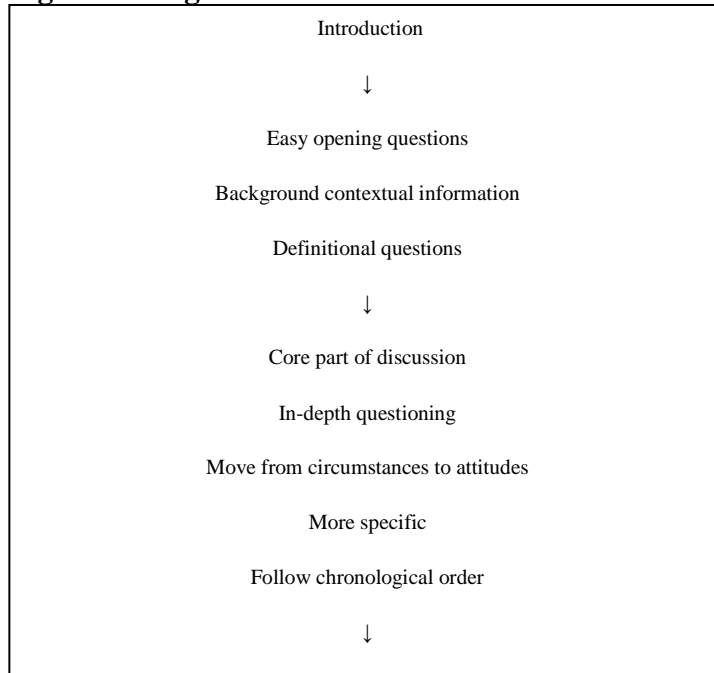 Introduction
↓
Easy opening questions
Background contextual information
Definitional questions
↓
Core part of discussion
In-depth questioning
Move from circumstances to attitudes
More specific
Follow chronological order
↓